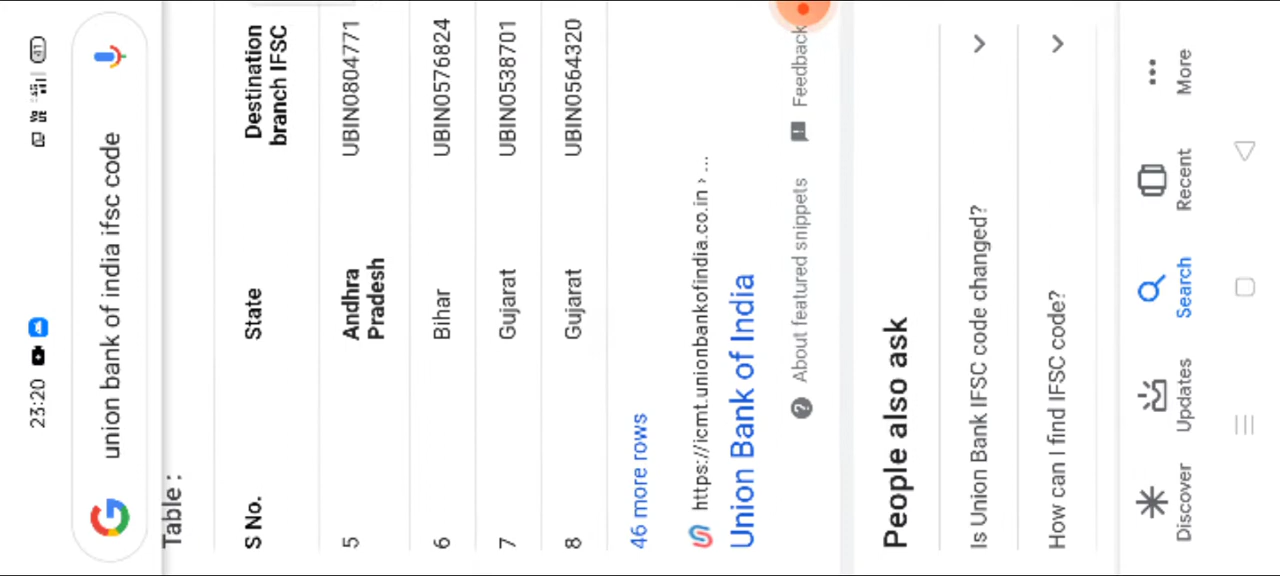 23:20
union bank of india ifsc code
Table :
S No. State Destination branch IFSC
5 Andhra Pradesh UBIN0804771
6 Bihar UBIN0576824
7 Gujarat UBIN0538701
8 Gujarat UBIN0564320
46 more rows
https://icmt.unionbankofindia.co.in › ...
Union Bank of India
About featured snippets Feedback
People also ask
Is Union Bank IFSC code changed?
How can I find IFSC code?
Discover Updates Search Recent More